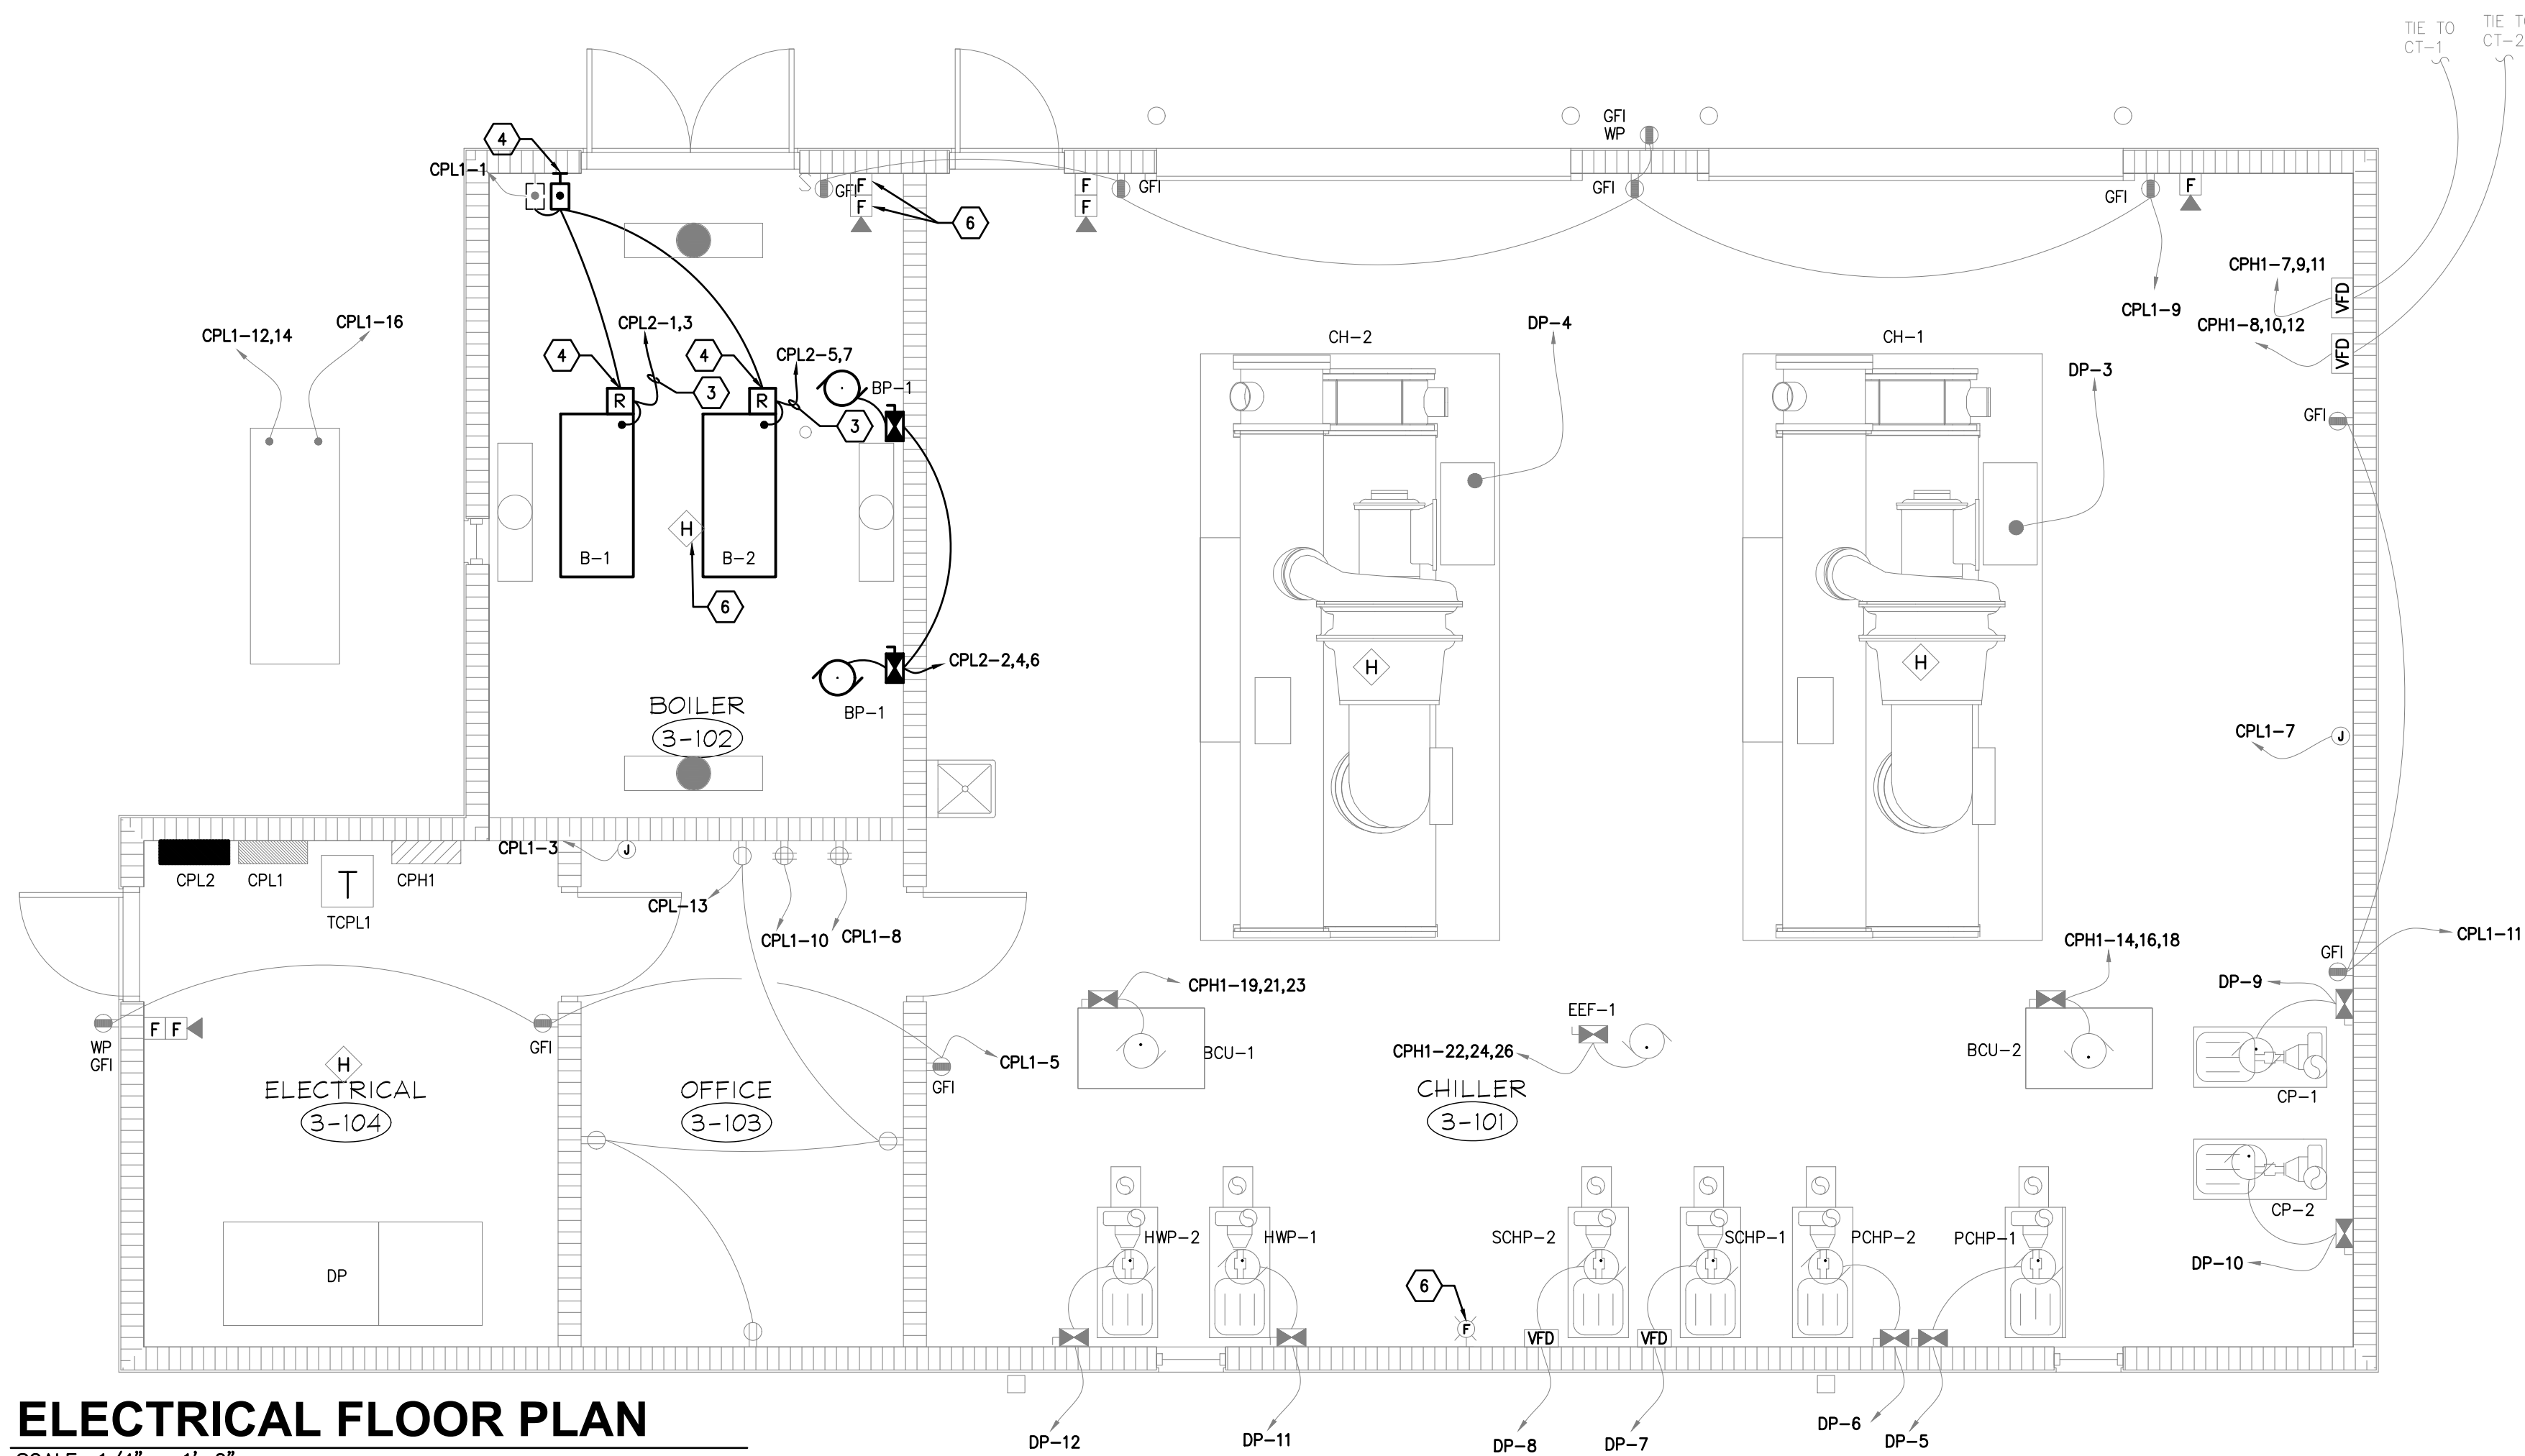 TIE TO
CT-1
TIE TO
CT-2
GFI
WP
4
CPL1-1
GFI
F
F
6
F
F
GFI
GFI
GFI
F
CPH1-7,9,11
VFD
CPL1-9
CPH1-8,10,12
VFD
CPL1-12,14
CPL1-16
CPL2-1,3
4
4
CPL2-5,7
3
BP-1
R
R
3
CH-2
DP-4
CH-1
DP-3
GFI
H
B-1
B-2
6
H
H
CPL2-2,4,6
BP-1
BOILER
3-102
CPL1-7
J
CPL1-3
J
CPL2
CPL1
T
CPH1
TCPL1
CPL-13
CPL1-10
CPL1-8
CPL1-11
CPH1-14,16,18
GFI
DP-9
CPH1-19,21,23
EEF-1
F
F
WP
GFI
GFI
H
CPL1-5
GFI
BCU-1
CPH1-22,24,26
BCU-2
CP-1
ELECTRICAL
3-104
OFFICE
3-103
CHILLER
3-101
CP-2
HWP-2
HWP-1
SCHP-2
SCHP-1
PCHP-2
PCHP-1
DP
DP-10
6
F
VFD
VFD
DP-12
DP-11
DP-8
DP-7
DP-6
DP-5
ELECTRICAL FLOOR PLAN